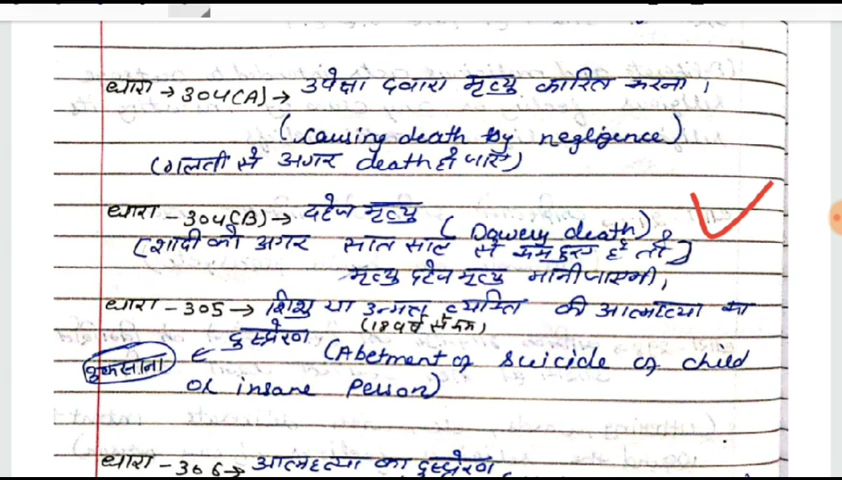 धारा → 304(A) → उपेक्षा द्वारा मृत्यु कारित करना।
(causing death by negligence)
(गलती से अगर death हो जाए)
धारा - 304(B) → दहेज मृत्यु (Dowery death)
[शादी को अगर सात साल से कम हुए है तो]
मृत्यु दहेज मृत्यु मानी जाएगी,
धारा - 305 → शिशु या उन्मत्त व्यक्ति की आत्महत्या का
(18 वर्ष से कम)
दुष्प्रेरण (Abetment of suicide of child
उकसाना
or insane Person)
धारा - 306 → आत्महत्या का दुष्प्रेरण